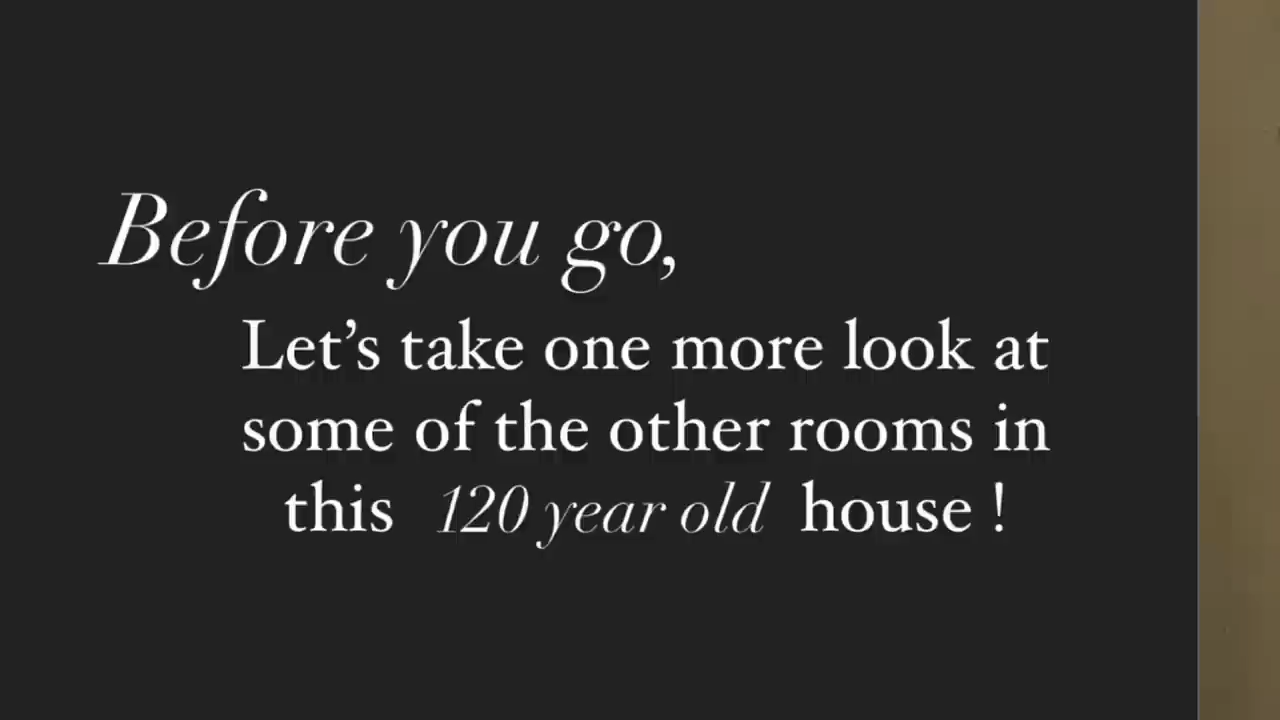 Before you go,
Let’s take one more look at
some of the other rooms in
this 120 year old house !